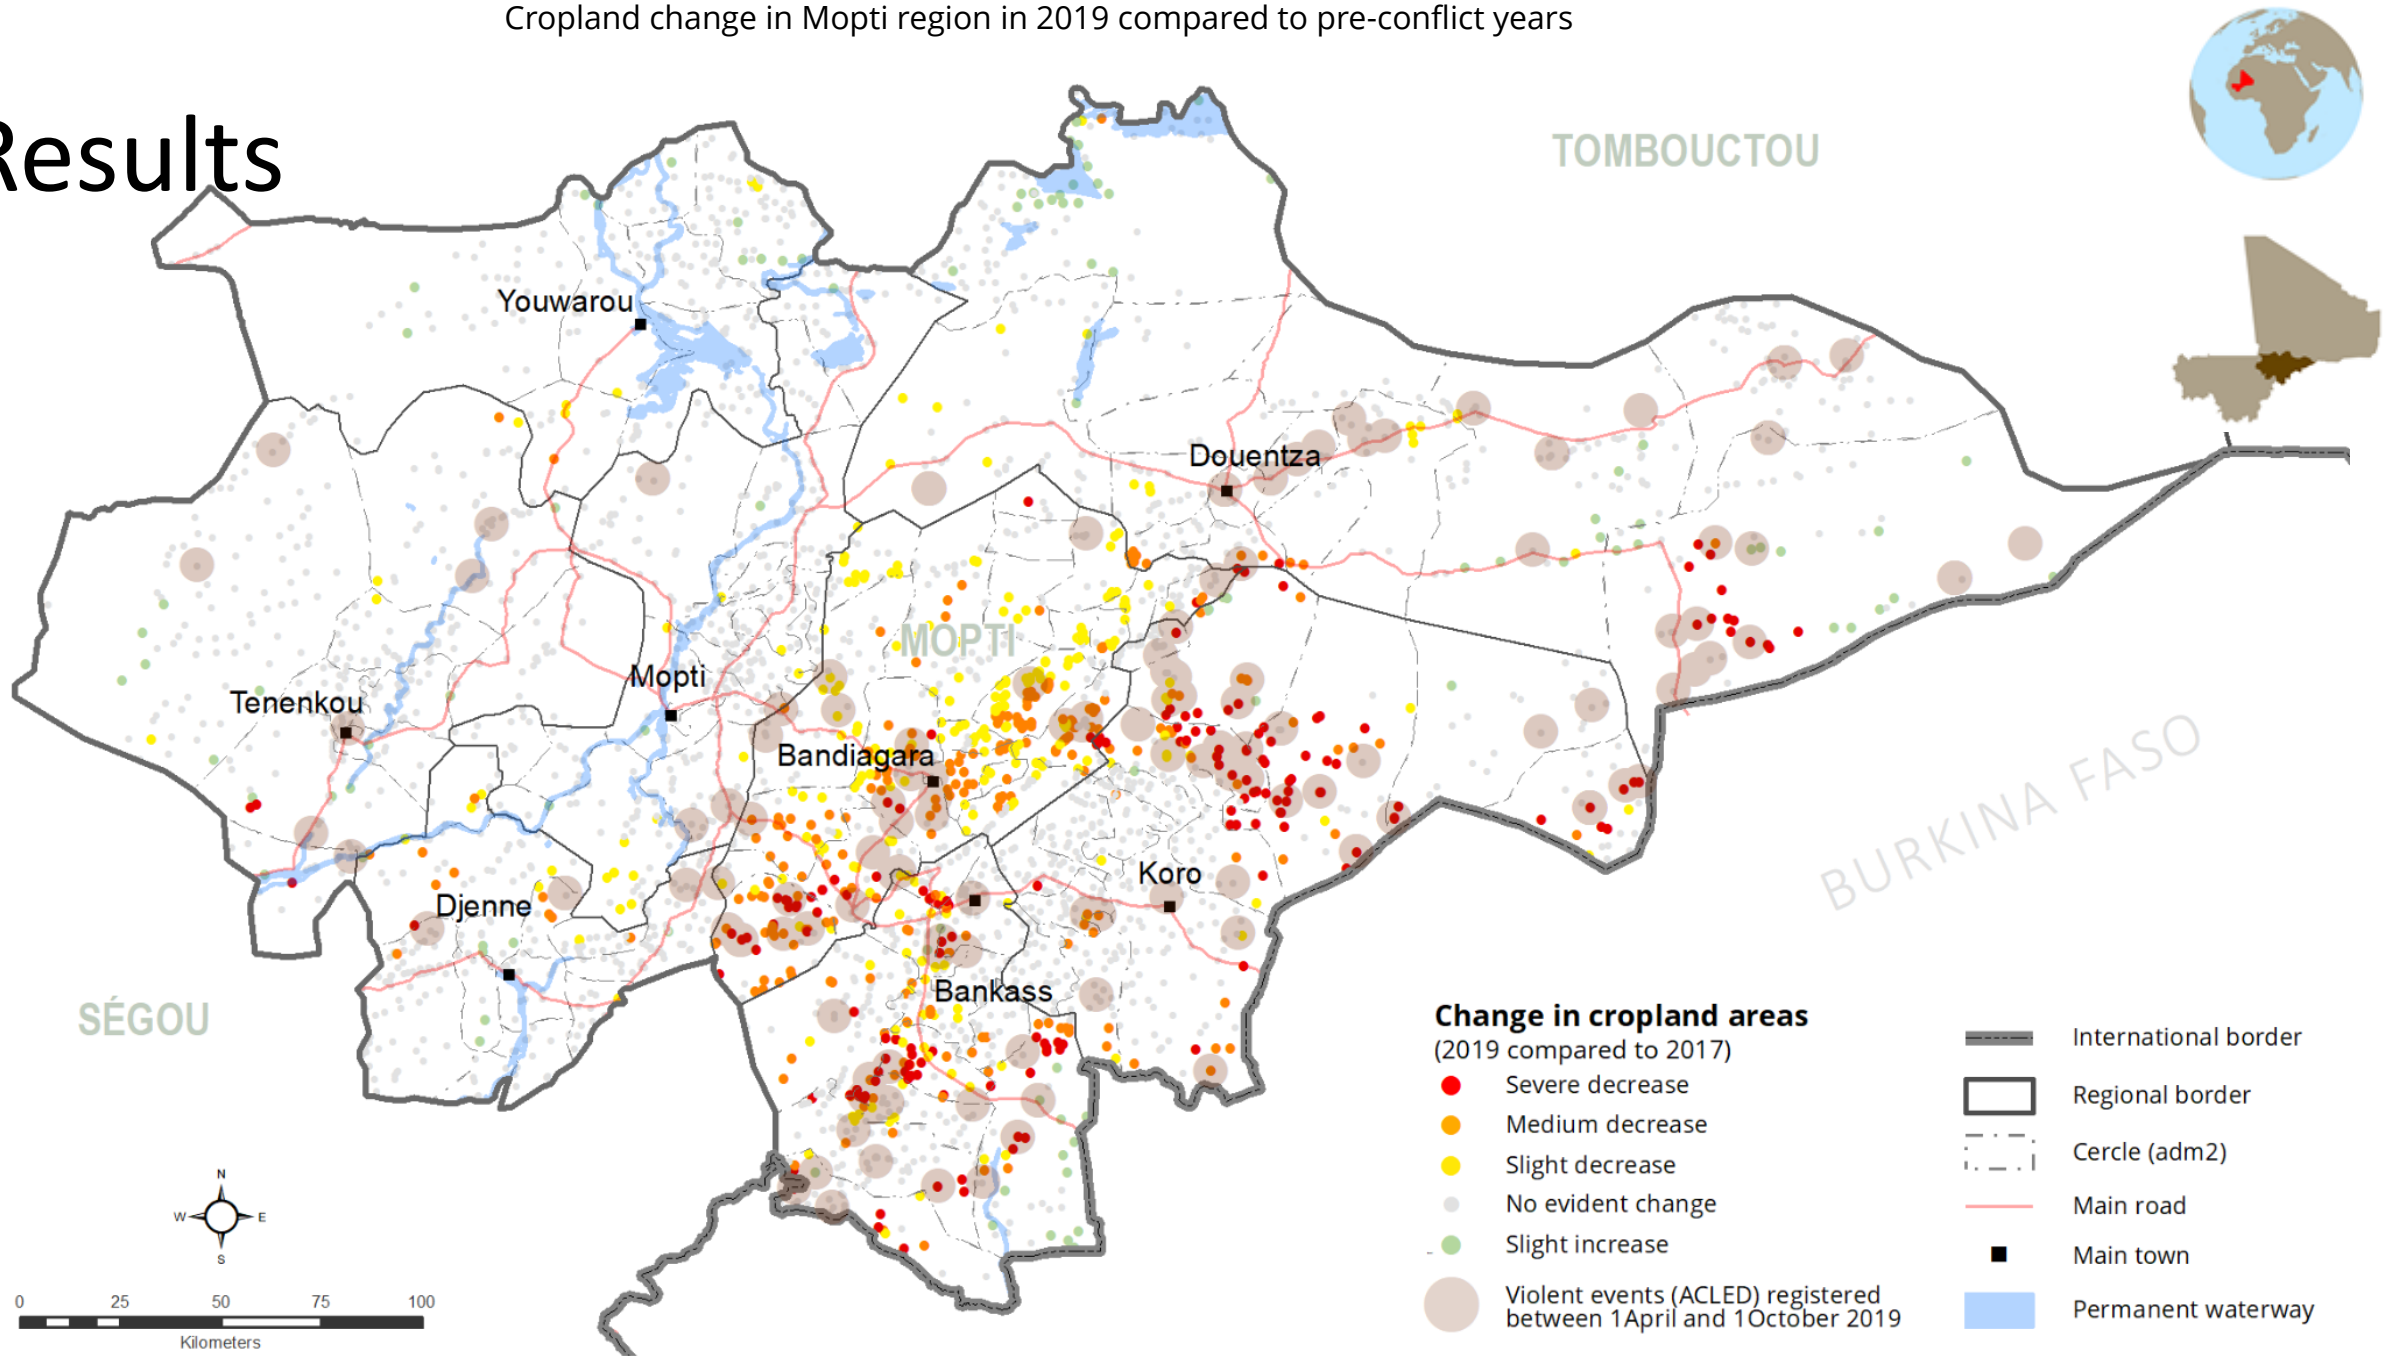 Cropland change in Mopti region in 2019 compared to pre-conflict years
Results
TOMBOUCTOU
Youwarou
Douentza
MOPTI
Mopti
Tenenkou
Bandiagara
BURKINA FASO
Koro
Djenne
Bankass
SÉGOU
Change in cropland areas
(2019 compared to 2017)
Severe decrease
Medium decrease
Slight decrease
No evident change
Slight increase
Violent events (ACLED) registered
between 1April and 1October 2019
International border
Regional border
Cercle (adm2)
Main road
Main town
Permanent waterway
N
W E
S
0 25 50 75 100
Kilometers